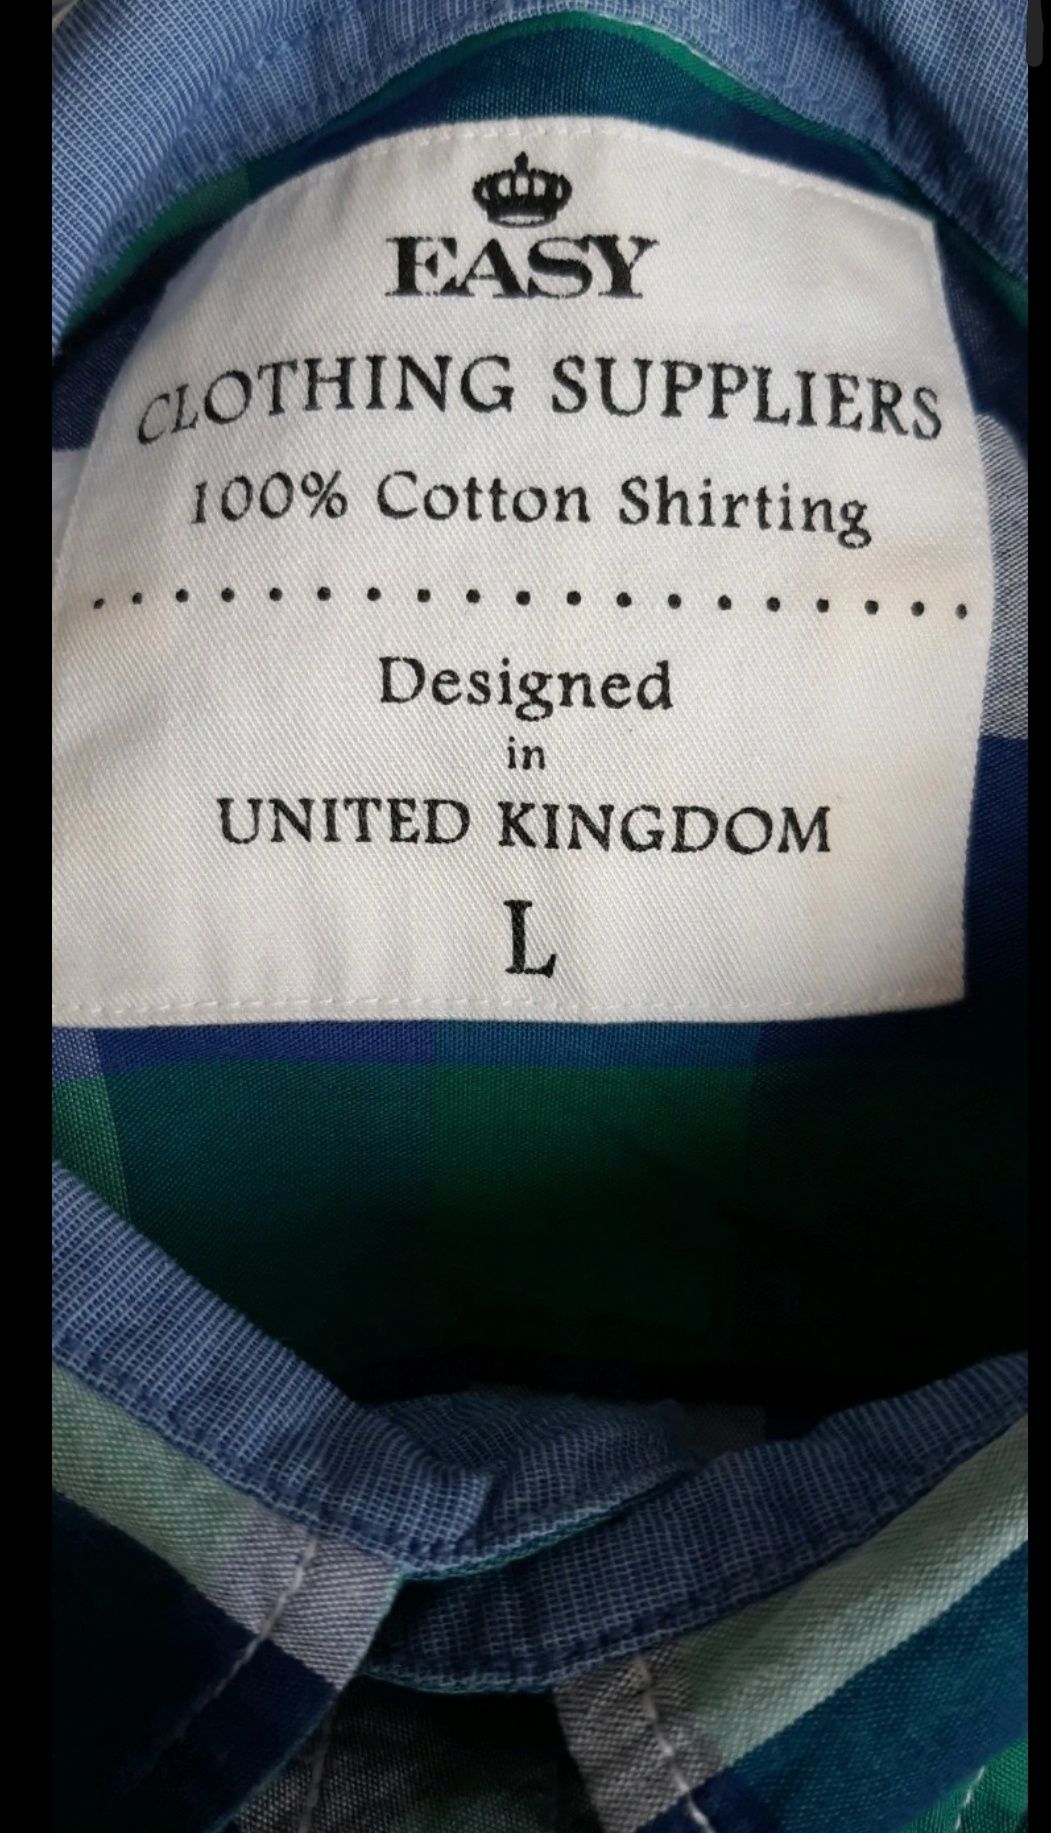 EASY
CLOTHING SUPPLIERS
100% Cotton Shirting
Designed
in
UNITED KINGDOM
L